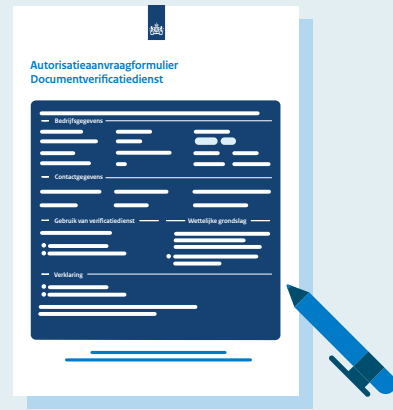 Autorisatieaanvraagformulier
Documentverificatiedienst
Bedrijfsgegevens
Contactgegevens
Gebruik van verificatiedienst
Wettelijke grondslag
Verklaring